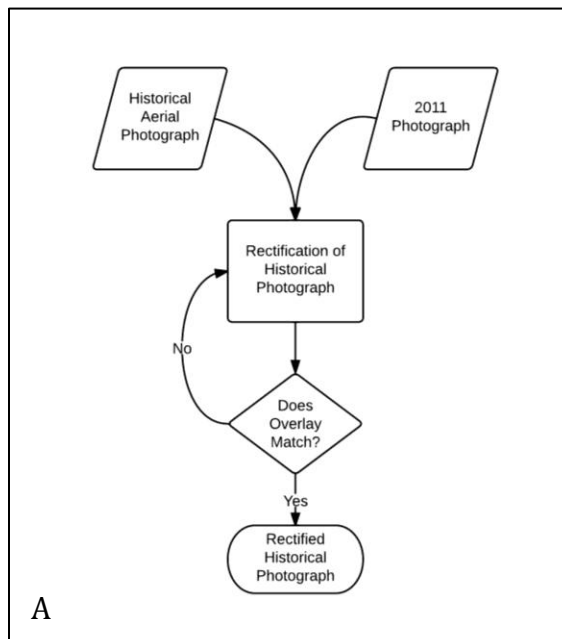 Historical
Aerial
Photograph
2011
Photograph
Rectification of
Historical
Photograph
No
Does
Overlay
Match?
Yes
Rectified
Historical
Photograph
A